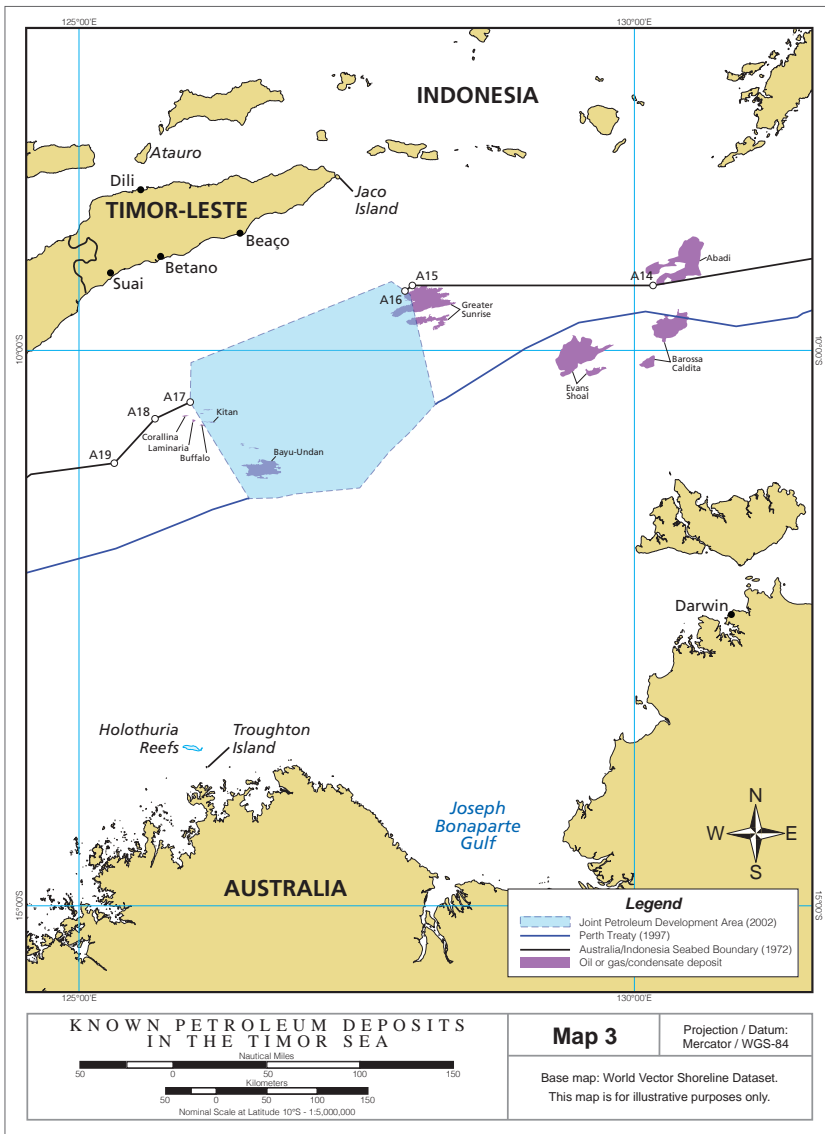 125°00'E
130°00'E
INDONESIA
Atauro
Dili
Jaco
Island
TIMOR-LESTE
Beaço
Betano
Suai
Abadi
A15
A14
A16
Greater
Sunrise
10°00'S
10°00'S
Barossa
Caldita
Evans
Shoal
A17
A18
Kitan
Corallina
Laminaria
Buffalo
A19
Bayu-Undan
Darwin
Holothuria
Reefs
Troughton
Island
Joseph
Bonaparte
Gulf
N
W
E
S
AUSTRALIA
15°00'S
15°00'S
Legend
Joint Petroleum Development Area (2002)
Perth Treaty (1997)
Australia/Indonesia Seabed Boundary (1972)
Oil or gas/condensate deposit
125°00'E
130°00'E
KNOWN PETROLEUM DEPOSITS
IN THE TIMOR SEA
Nautical Miles
50 0 50 100 150
Kilometers
50 0 50 100 150
Nominal Scale at Latitude 10°S - 1:5,000,000
Map 3
Projection / Datum:
Mercator / WGS-84
Base map: World Vector Shoreline Dataset.
This map is for illustrative purposes only.